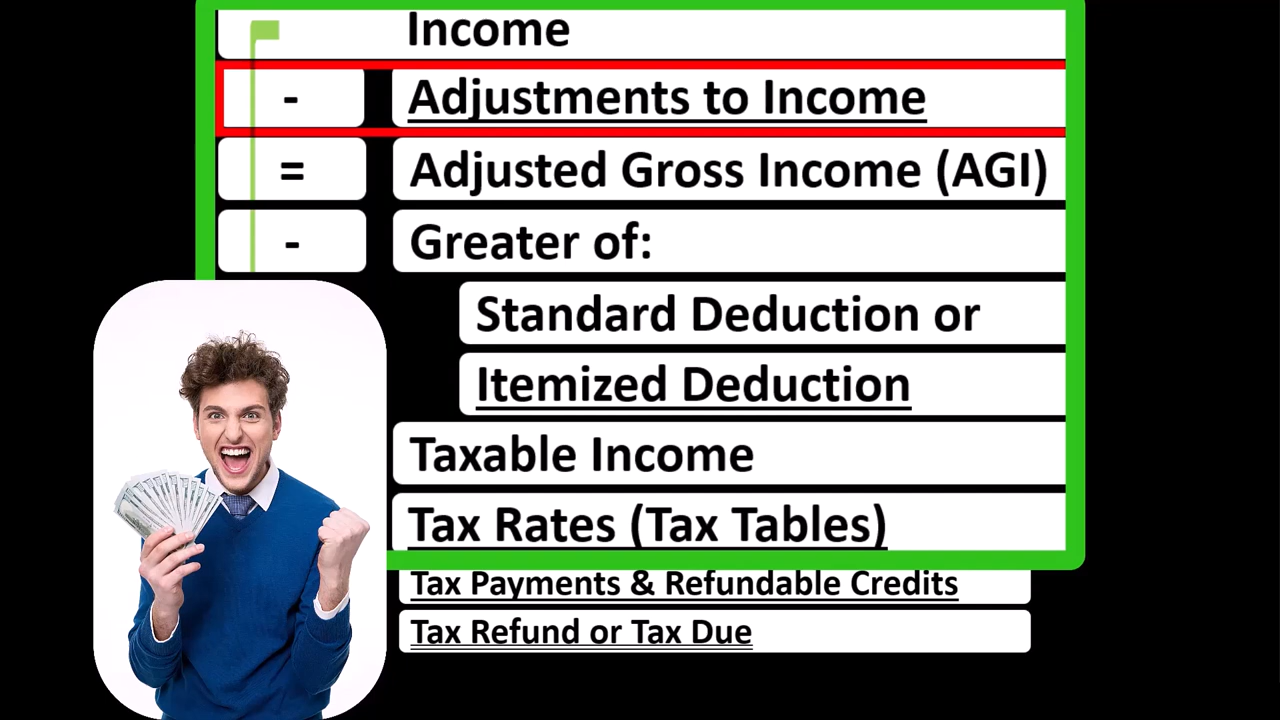 Income
- Adjustments to Income
= Adjusted Gross Income (AGI)
- Greater of:
Standard Deduction or
Itemized Deduction
Taxable Income
Tax Rates (Tax Tables)
Tax Payments & Refundable Credits
Tax Refund or Tax Due